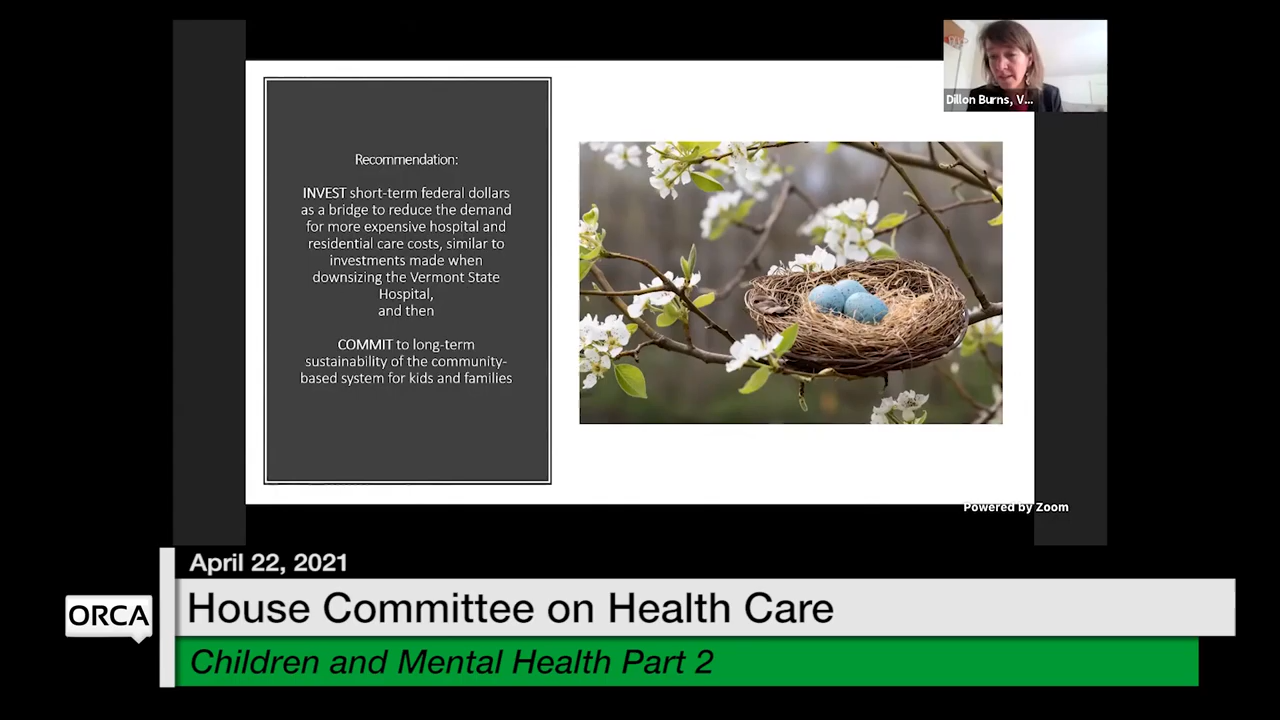 Dillon Burns, V...
Recommendation:
INVEST short-term federal dollars
as a bridge to reduce the demand
for more expensive hospital and
residential care costs, similar to
investments made when
downsizing the Vermont State
Hospital,
and then
COMMIT to long-term
sustainability of the community-
based system for kids and families
Powered by Zoom
April 22, 2021
ORCA
House Committee on Health Care
Children and Mental Health Part 2